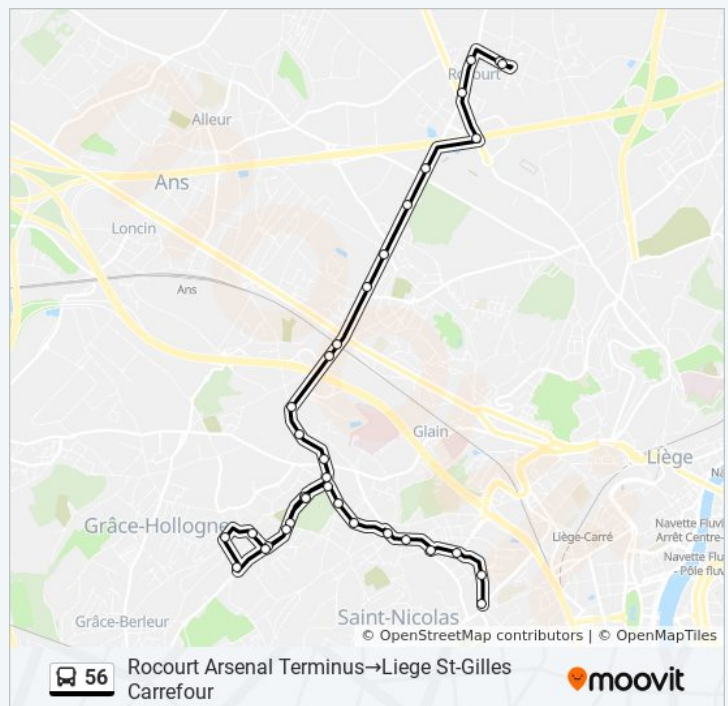 Rocourt
Alleur
Ans
Loncin
Ans
Glain
Liège
Grâce-Hollogne
Liège-Carré
Navette Fluvi
Arrêt Centre-
Navette Flu
- Pôle fluv
Grâce-Berleur
Saint-Nicolas
© OpenStreetMap contributors | © OpenMapTiles
56
Rocourt Arsenal Terminus→Liege St-Gilles
Carrefour
moovit